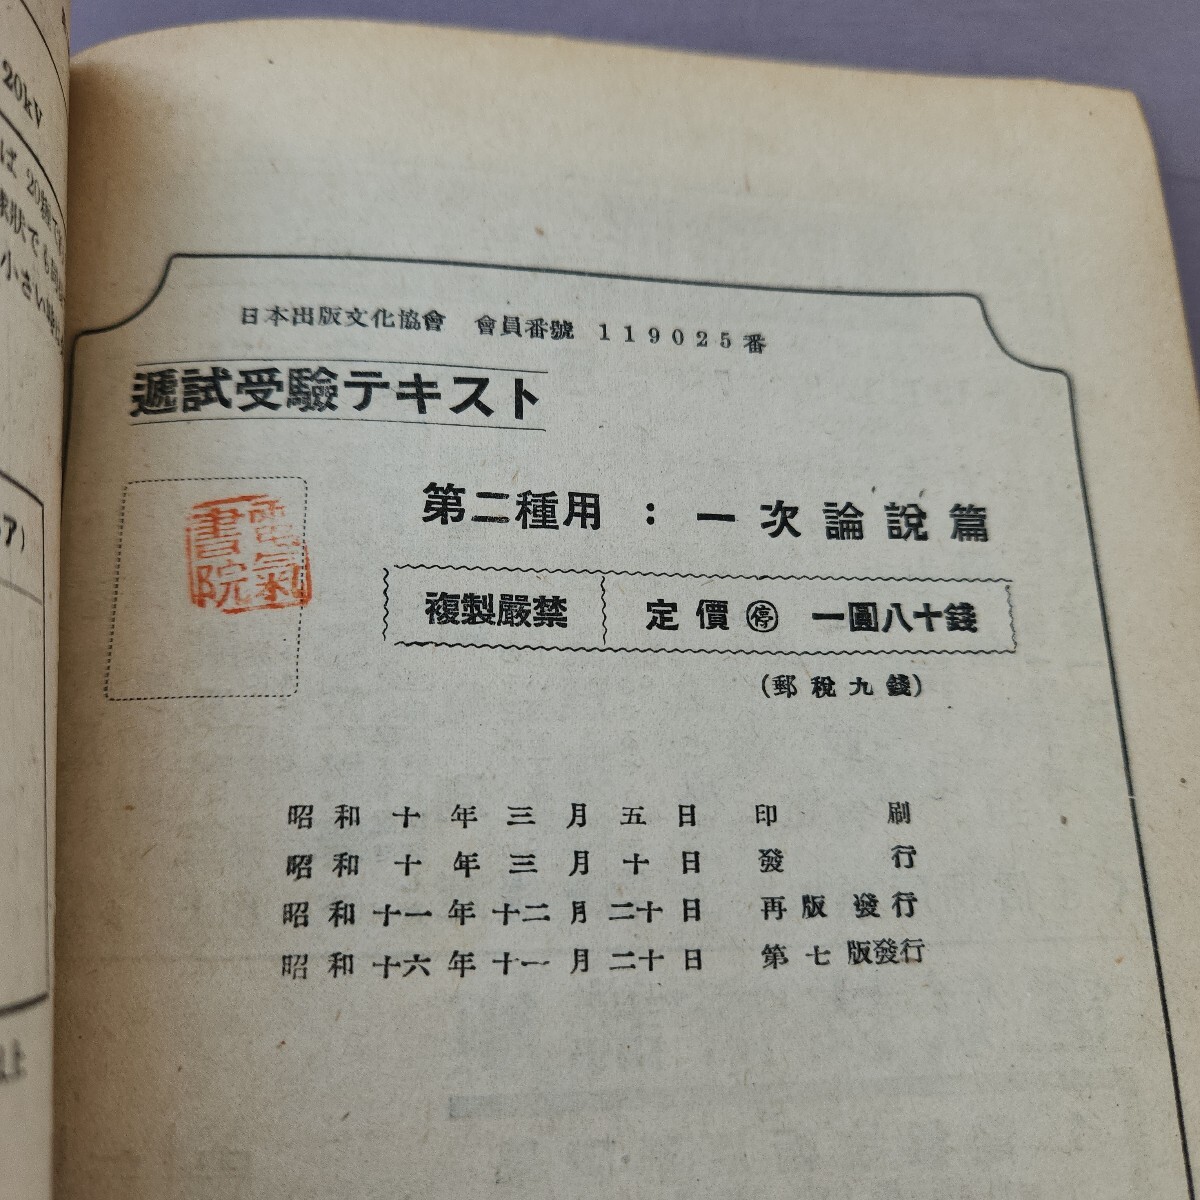 20kV
日本出版文化協會 會員番號 119025番
遞試受驗テキスト
電氣書院
第二種用 : 一次論説篇
複製嚴禁 定價 停 一圓八十錢
(郵税九錢)
昭和十年三月五日 印刷
昭和十年三月十日 發行
昭和十一年十二月二十日 再版發行
昭和十六年十一月二十日 第七版發行